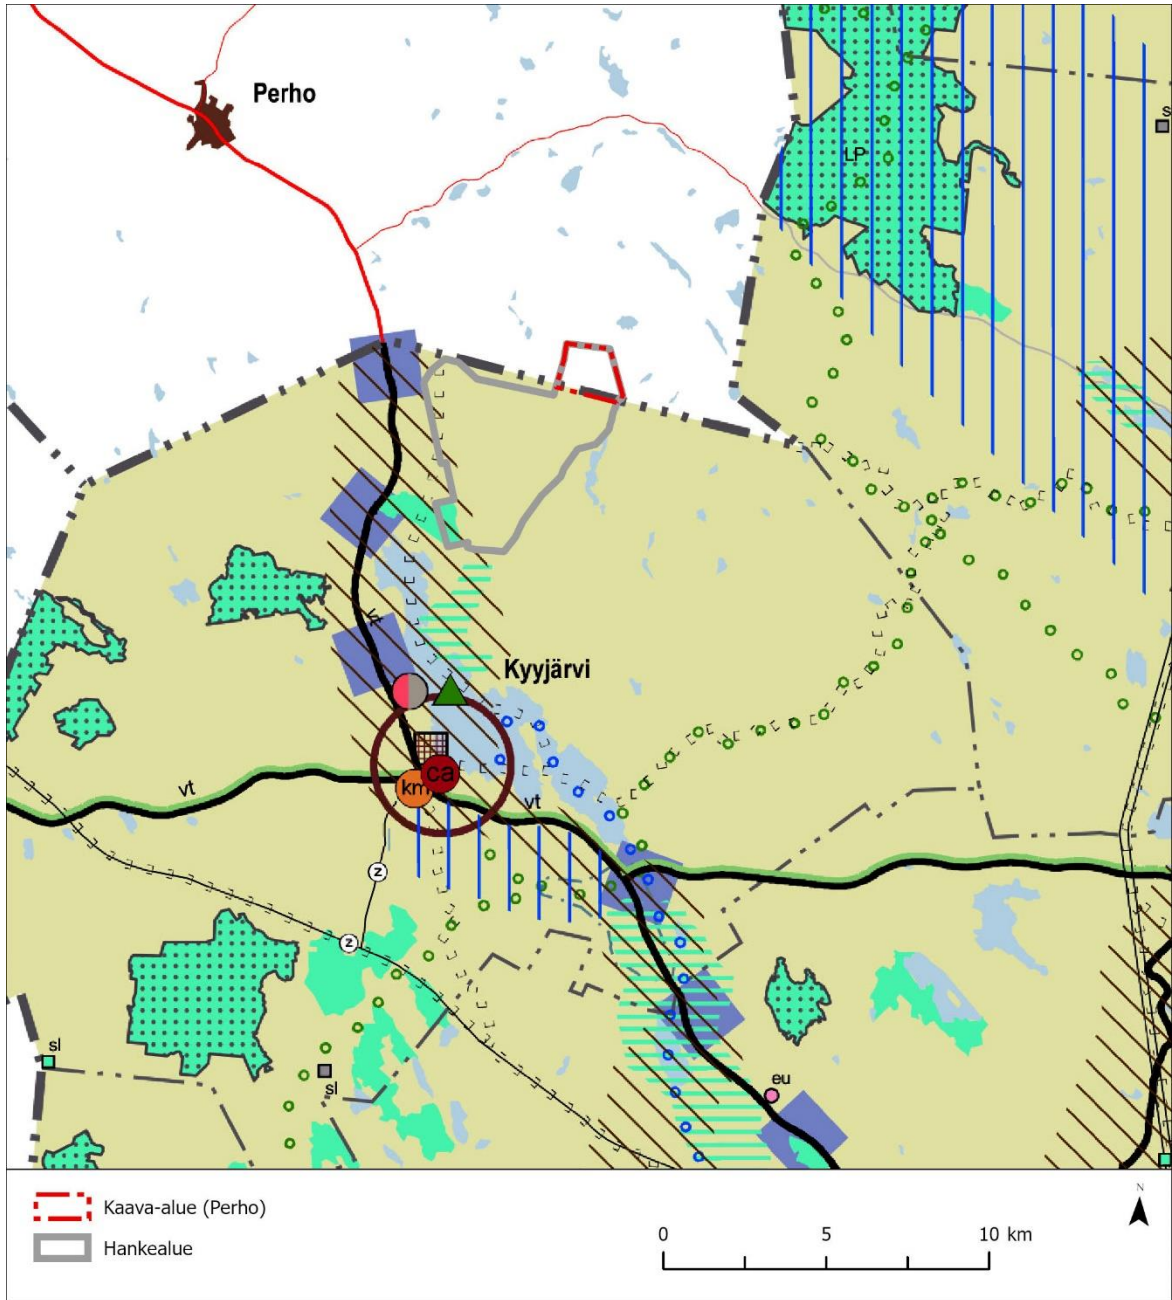 Perho
s
LP
vt
Kyyjärvi
ca
km
vt
vt
z
z
sl
sl
eu
Kaava-alue (Perho)
Hankealue
N
0 5 10 km